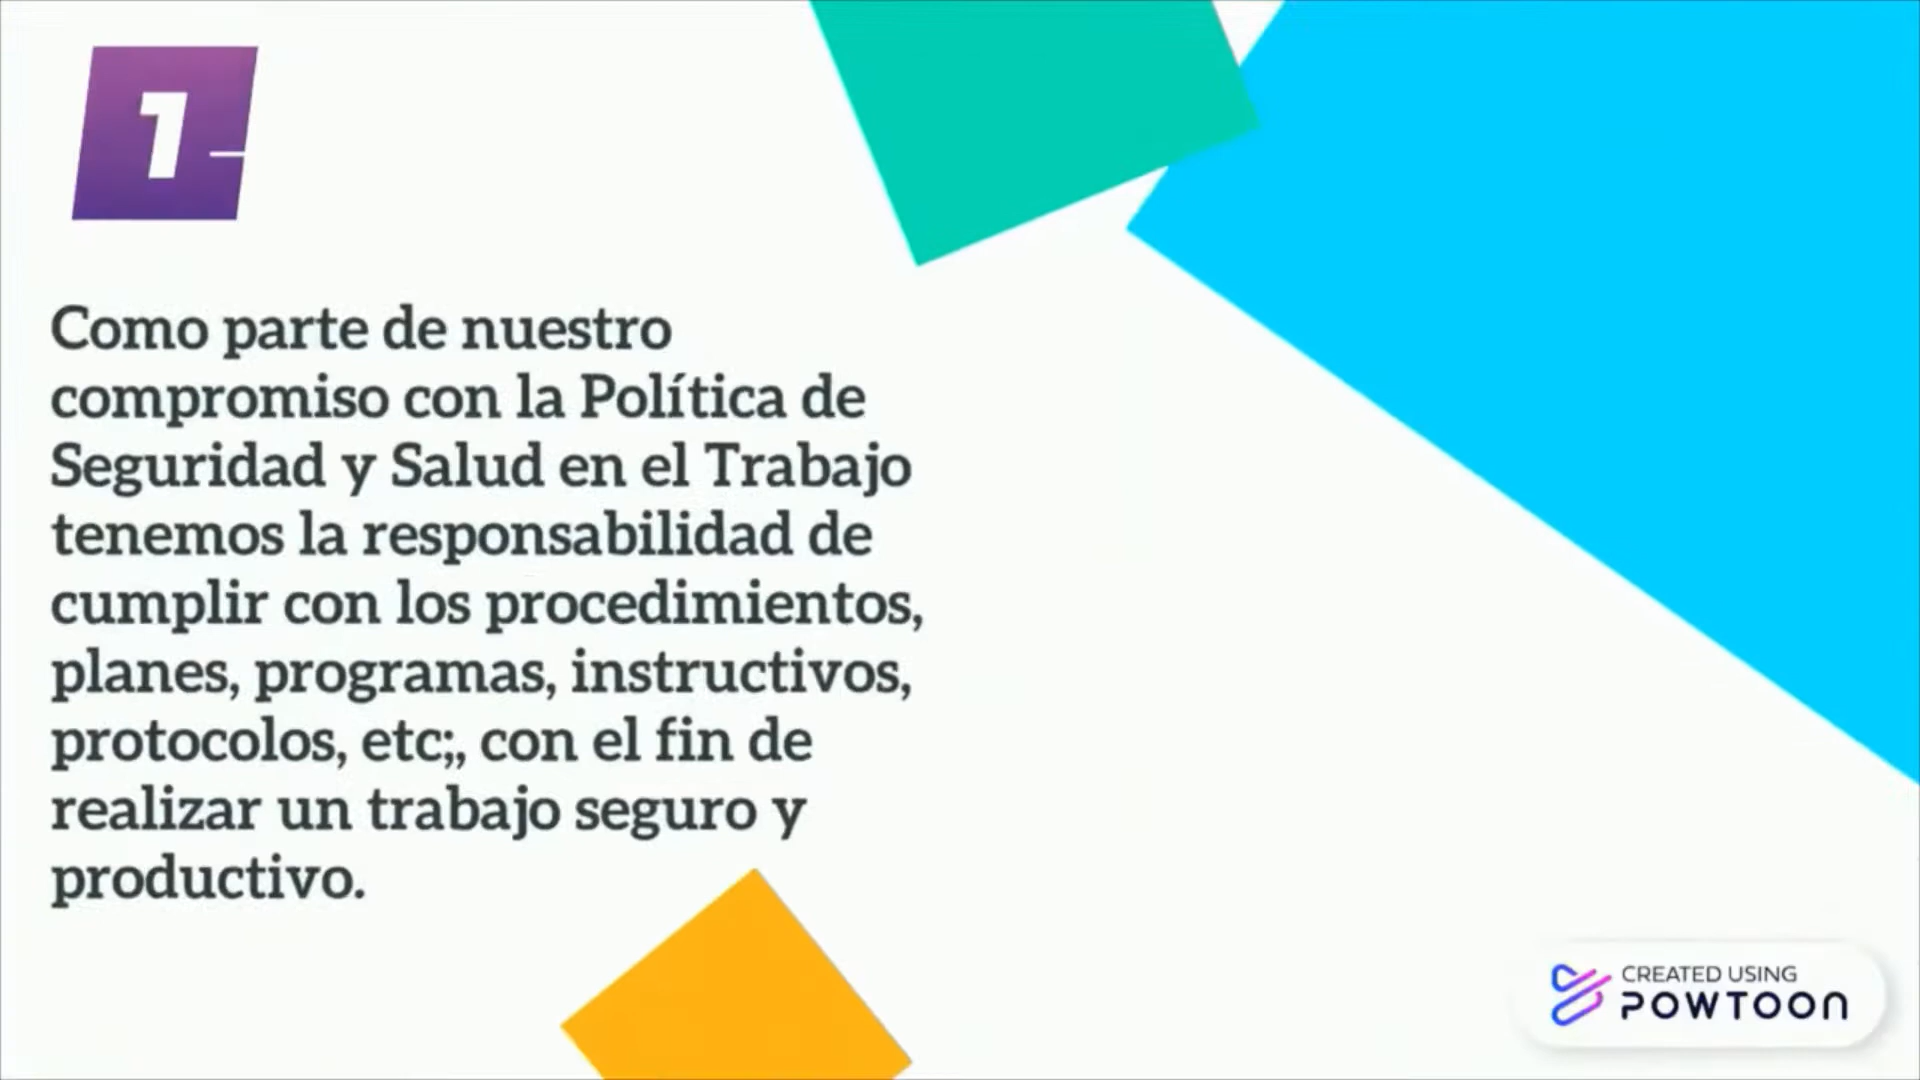 1
Como parte de nuestro
compromiso con la Política de
Seguridad y Salud en el Trabajo
tenemos la responsabilidad de
cumplir con los procedimientos,
planes, programas, instructivos,
protocolos, etc;, con el fin de
realizar un trabajo seguro y
productivo.
CREATED USING
POWTOON